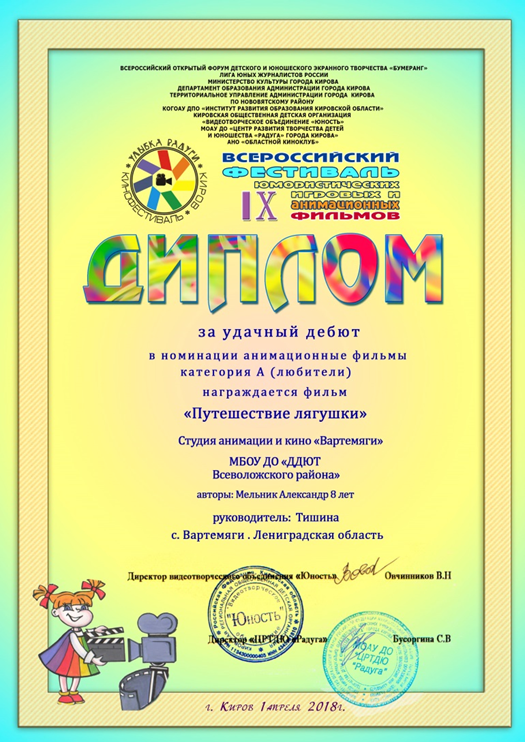 ВСЕРОССИЙСКИЙ ОТКРЫТЫЙ ФОРУМ ДЕТСКОГО И ЮНОШЕСКОГО ЭКРАННОГО ТВОРЧЕСТВА «БУМЕРАНГ»
ЛИГА ЮНЫХ ЖУРНАЛИСТОВ РОССИИ
МИНИСТЕРСТВО КУЛЬТУРЫ ГОРОДА КИРОВА
ДЕПАРТАМЕНТ ОБРАЗОВАНИЯ АДМИНИСТРАЦИИ ГОРОДА КИРОВА
ТЕРРИТОРИАЛЬНОЕ УПРАВЛЕНИЕ АДМИНИСТРАЦИИ ГОРОДА КИРОВА
ПО НОВОВЯТСКОМУ РАЙОНУ
КОГОАУ ДПО «ИНСТИТУТ РАЗВИТИЯ ОБРАЗОВАНИЯ КИРОВСКОЙ ОБЛАСТИ»
КИРОВСКАЯ ОБЩЕСТВЕННАЯ ДЕТСКАЯ ОРГАНИЗАЦИЯ
«ВИДЕОТВОРЧЕСКОЕ ОБЪЕДИНЕНИЕ «ЮНОСТЬ»
МОАУ ДО «ЦЕНТР РАЗВИТИЯ ТВОРЧЕСТВА ДЕТЕЙ
И ЮНОШЕСТВА «РАДУГА» ГОРОДА КИРОВА»
АНО «ОБЛАСТНОЙ КИНОКЛУБ»
УЛЫБКА РАДУГИ
КИРОВ
КИНОФЕСТИВАЛЬ
ВСЕРОССИЙСКИЙ
ФЕСТИВАЛЬ
ЮМОРИСТИЧЕСКИХ
IX ИГРОВЫХ И
АНИМАЦИОННЫХ
ФИЛЬМОВ
ДИПЛОМ
за удачный дебют
в номинации анимационные фильмы
категория А (любители)
награждается фильм
«Путешествие лягушки»
Студия анимации и кино «Вартемяги»
МБОУ ДО «ДДЮТ
Всеволожского района»
авторы: Мельник Александр 8 лет
руководитель: Тишина
с. Вартемяги . Лениградская область
Директор видеотворческого объединения «Юность» Овчинников В.Н
"Юность"
Директор «ЦРТДЮ «Радуга» Бусоргина С.В
МОАУ ДО
ЦРТДЮ
"Радуга"
г. Киров 1апреля 2018г.